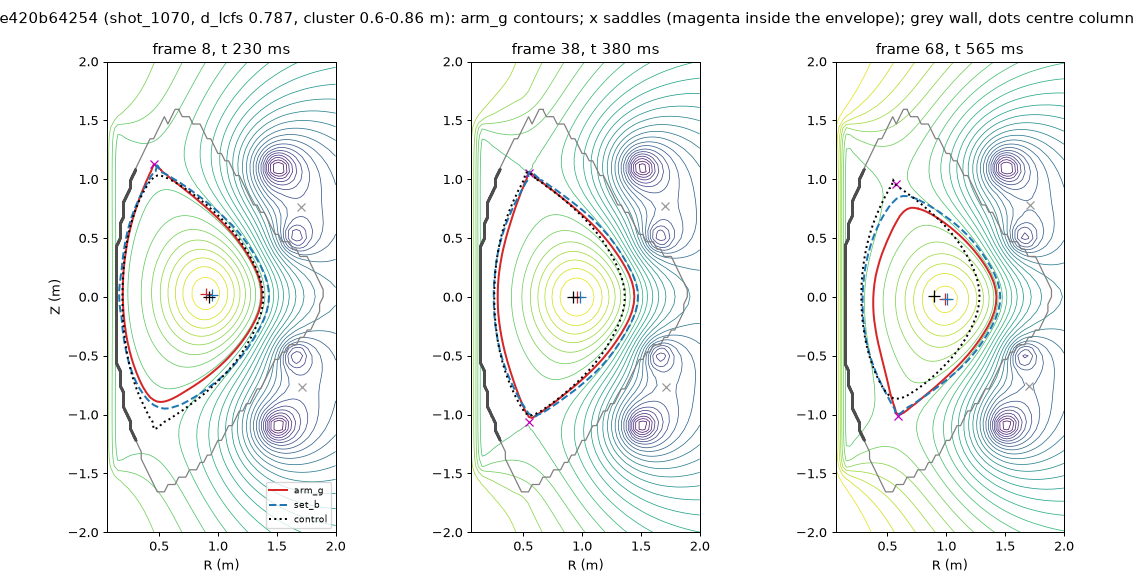 e420b64254 (shot_1070, d_lcfs 0.787, cluster 0.6-0.86 m): arm_g contours; x saddles (magenta inside the envelope); grey wall, dots centre column
frame 8, t 230 ms
frame 38, t 380 ms
frame 68, t 565 ms
Z (m)
2.0
1.5
1.0
0.5
0.0
−0.5
−1.0
−1.5
−2.0
2.0
1.5
1.0
0.5
0.0
−0.5
−1.0
−1.5
−2.0
2.0
1.5
1.0
0.5
0.0
−0.5
−1.0
−1.5
−2.0
arm_g
set_b
control
0.5 1.0 1.5 2.0
0.5 1.0 1.5 2.0
0.5 1.0 1.5 2.0
R (m)
R (m)
R (m)